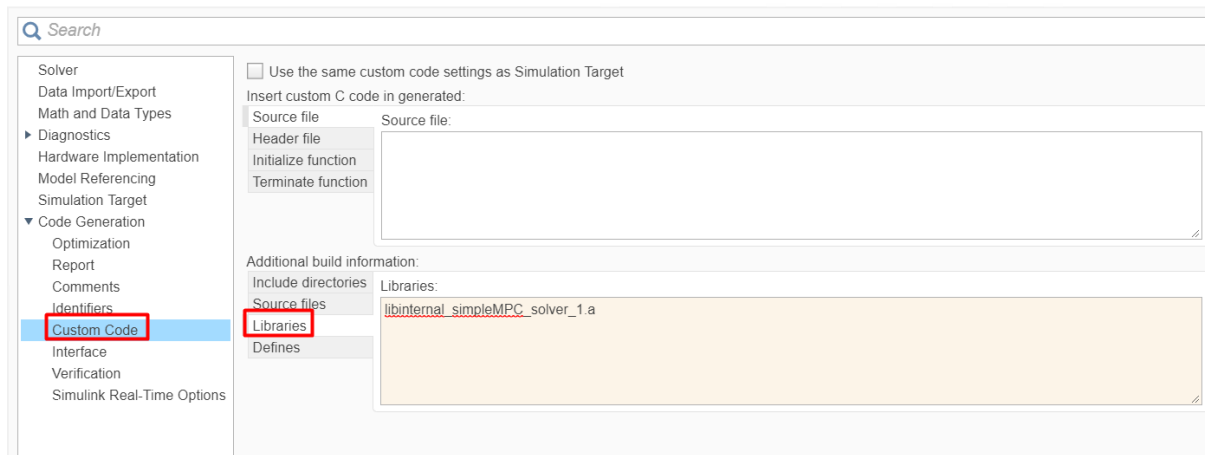 Search
Solver
Data Import/Export
Math and Data Types
Diagnostics
Hardware Implementation
Model Referencing
Simulation Target
Code Generation
Optimization
Report
Comments
Identifiers
Custom Code
Interface
Verification
Simulink Real-Time Options
Use the same custom code settings as Simulation Target
Insert custom C code in generated:
Source file
Header file
Initialize function
Terminate function
Source file:
Additional build information:
Include directories
Source files
Libraries
Defines
Libraries:
libinternal_simpleMPC_solver_1.a